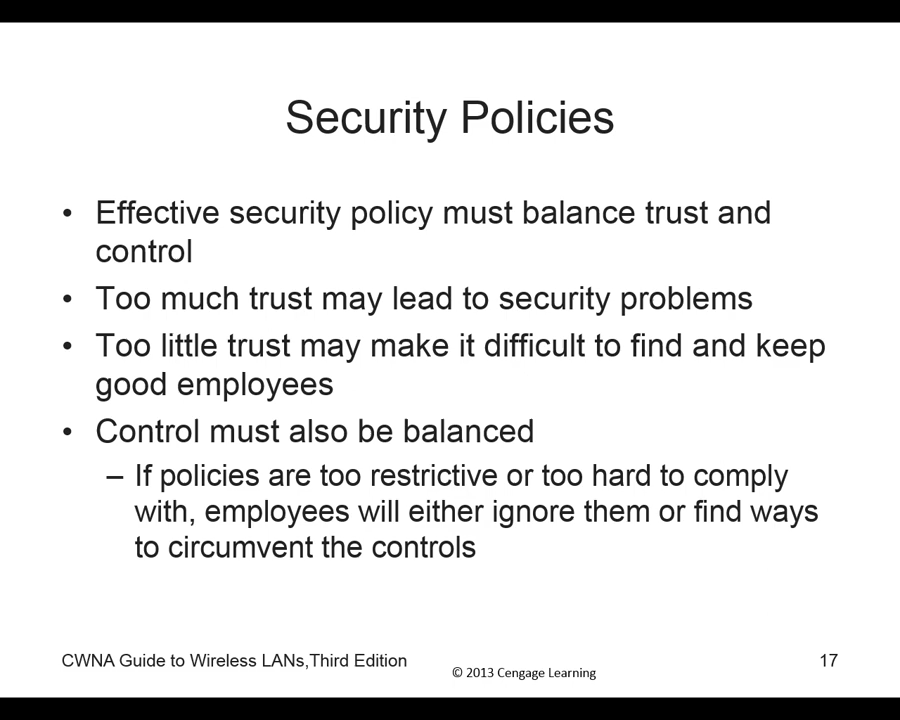 Security Policies
• Effective security policy must balance trust and
control
• Too much trust may lead to security problems
• Too little trust may make it difficult to find and keep
good employees
• Control must also be balanced
– If policies are too restrictive or too hard to comply
with, employees will either ignore them or find ways
to circumvent the controls
CWNA Guide to Wireless LANs,Third Edition
© 2013 Cengage Learning
17